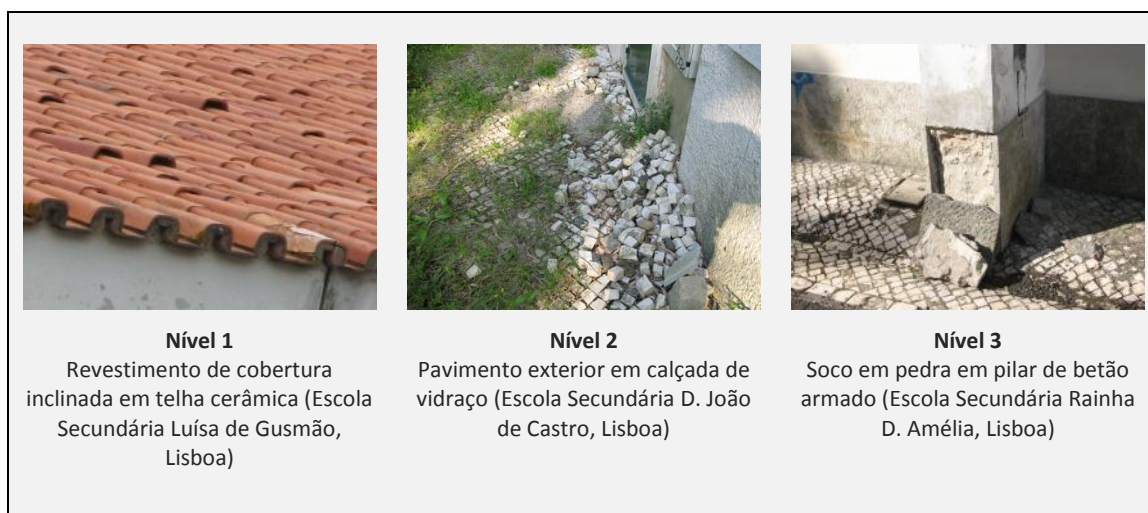 Nível 1
Revestimento de cobertura
inclinada em telha cerâmica (Escola
Secundária Luísa de Gusmão,
Lisboa)
Nível 2
Pavimento exterior em calçada de
vidraço (Escola Secundária D. João
de Castro, Lisboa)
Nível 3
Soco em pedra em pilar de betão
armado (Escola Secundária Rainha
D. Amélia, Lisboa)